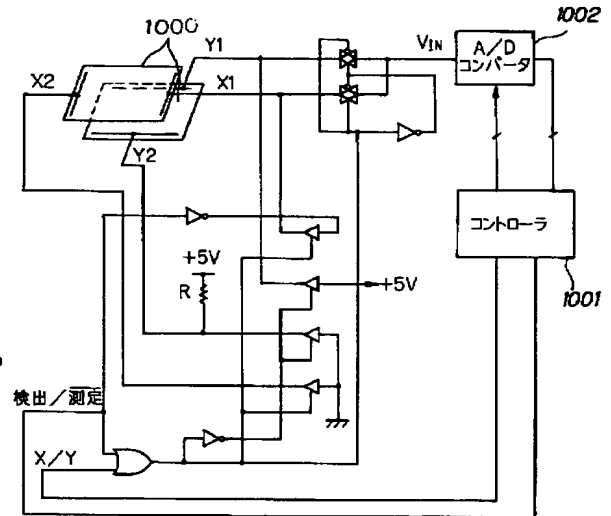 1000
1002
Y1
VIN
A/D
コンバータ
X2
X1
Y2
コントローラ
+5V
R
+5V
1001
検出/測定
X/Y